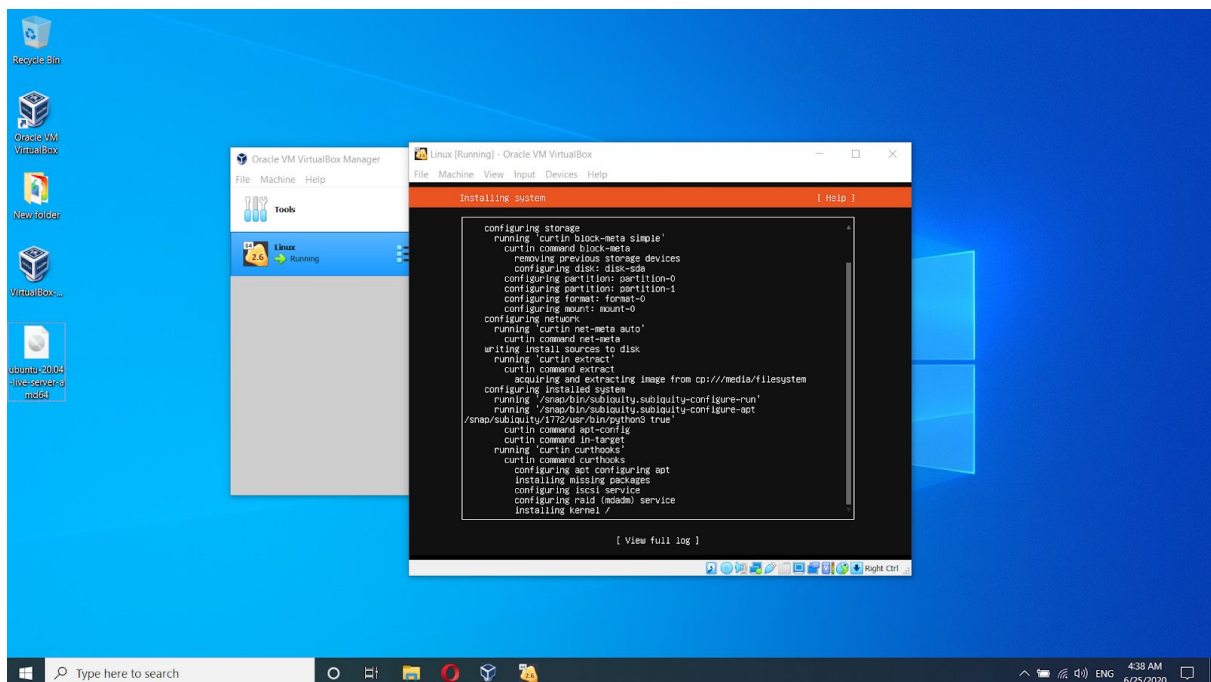 Recycle Bin
Oracle VM
VirtualBox
New folder
VirtualBox-...
ubuntu-20.04
-live-server-a
md64
Oracle VM VirtualBox Manager
File Machine Help
Tools
64
2.6
Linux
Running
Linux [Running] - Oracle VM VirtualBox
File Machine View Input Devices Help
Installing system [ Help ]
configuring storage
running 'curtin block-meta simple'
curtin command block-meta
removing previous storage devices
configuring disk: disk-sda
configuring partition: partition-0
configuring partition: partition-1
configuring format: format-0
configuring mount: mount-0
configuring network
running 'curtin net-meta auto'
curtin command net-meta
writing install sources to disk
running 'curtin extract'
curtin command extract
acquiring and extracting image from cp:///media/filesystem
configuring installed system
running '/snap/bin/subiquity.subiquity-configure-run'
running '/snap/bin/subiquity.subiquity-configure-apt
/snap/subiquity/1772/usr/bin/python3 true'
curtin command apt-config
curtin command in-target
running 'curtin curthooks'
curtin command curthooks
configuring apt configuring apt
installing missing packages
configuring iscsi service
configuring raid (mdadm) service
installing kernel /
[ View full log ]
Right Ctrl
Type here to search
2.6
ENG
4:38 AM
6/25/2020